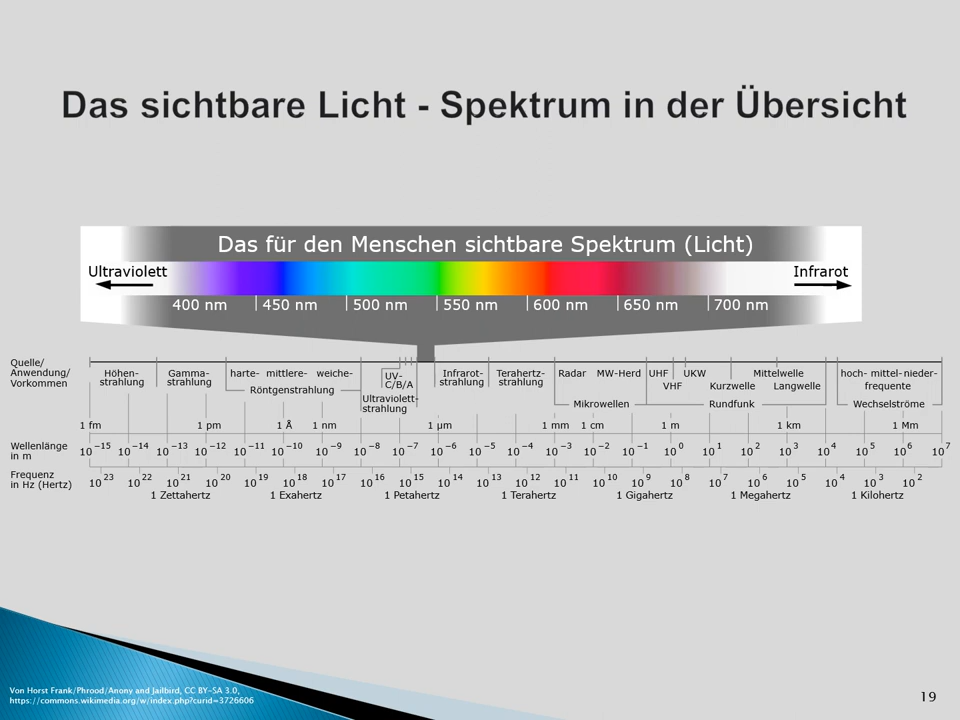 Das sichtbare Licht - Spektrum in der Übersicht
Das für den Menschen sichtbare Spektrum (Licht)
Ultraviolett
Infrarot
400 nm 450 nm 500 nm 550 nm 600 nm 650 nm 700 nm
Quelle/
Anwendung/
Vorkommen
Höhen-
strahlung
Gamma-
strahlung
harte- mittlere- weiche-
Röntgenstrahlung
UV-
C/B/A
Ultraviolett-
strahlung
Infrarot-
strahlung
Terahertz-
strahlung
Radar MW-Herd
Mikrowellen
UHF UKW Mittelwelle
VHF Kurzwelle Langwelle
Rundfunk
hoch- mittel- nieder-
frequente
Wechselströme
1 fm 1 pm 1 Å 1 nm 1 µm 1 mm 1 cm 1 m 1 km 1 Mm
Wellenlänge
in m
10⁻¹⁵ 10⁻¹⁴ 10⁻¹³ 10⁻¹² 10⁻¹¹ 10⁻¹⁰ 10⁻⁹ 10⁻⁸ 10⁻⁷ 10⁻⁶ 10⁻⁵ 10⁻⁴ 10⁻³ 10⁻² 10⁻¹ 10⁰ 10¹ 10² 10³ 10⁴ 10⁵ 10⁶ 10⁷
Frequenz
in Hz (Hertz)
10²³ 10²² 10²¹ 10²⁰ 10¹⁹ 10¹⁸ 10¹⁷ 10¹⁶ 10¹⁵ 10¹⁴ 10¹³ 10¹² 10¹¹ 10¹⁰ 10⁹ 10⁸ 10⁷ 10⁶ 10⁵ 10⁴ 10³ 10²
1 Zettahertz 1 Exahertz 1 Petahertz 1 Terahertz 1 Gigahertz 1 Megahertz 1 Kilohertz
Von Horst Frank/Phrood/Anony and Jailbird, CC BY-SA 3.0,
https://commons.wikimedia.org/w/index.php?curid=3726606
19